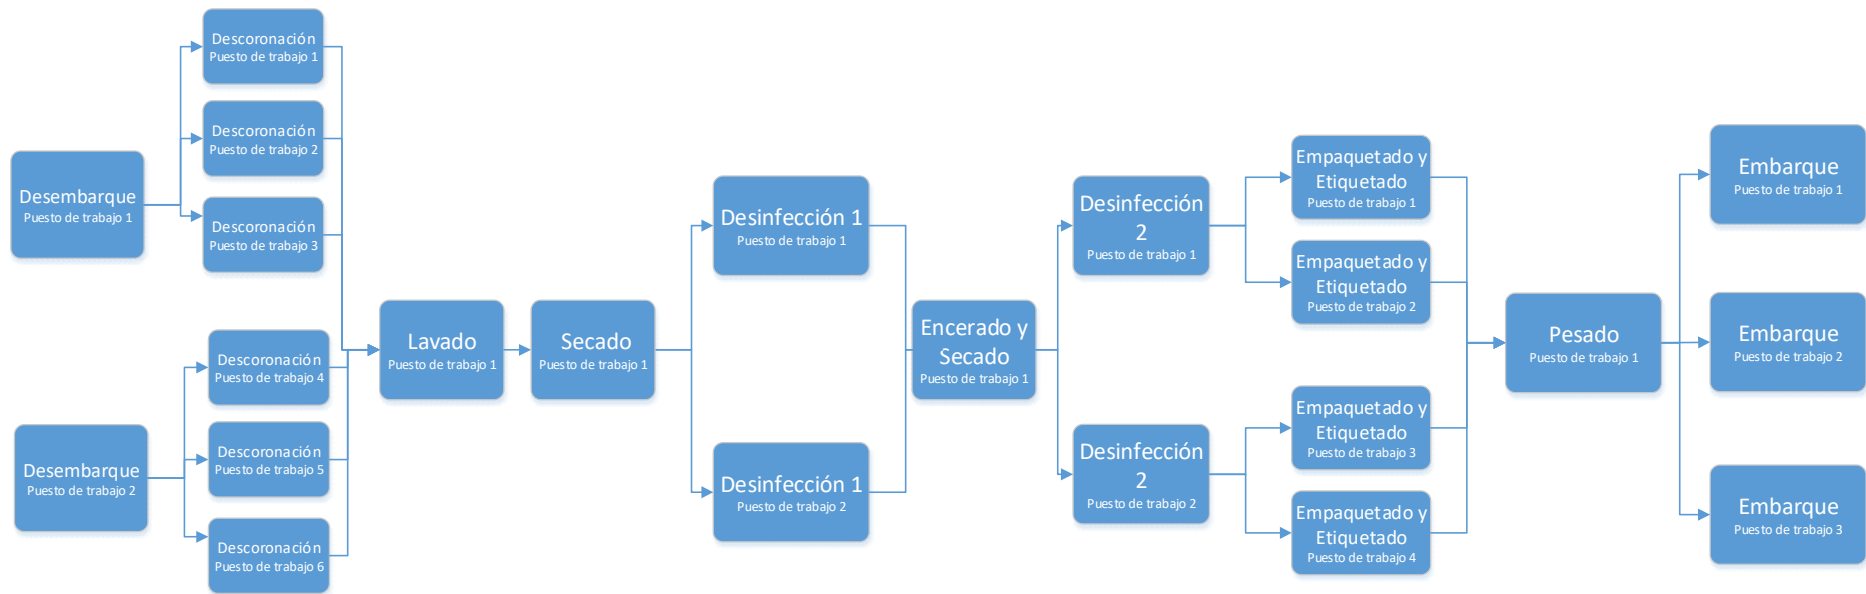 Desembarque
Puesto de trabajo 1
Desembarque
Puesto de trabajo 2
Descoronación
Puesto de trabajo 1
Descoronación
Puesto de trabajo 2
Descoronación
Puesto de trabajo 3
Descoronación
Puesto de trabajo 4
Descoronación
Puesto de trabajo 5
Descoronación
Puesto de trabajo 6
Lavado
Puesto de trabajo 1
Secado
Puesto de trabajo 1
Desinfección 1
Puesto de trabajo 1
Desinfección 1
Puesto de trabajo 2
Encerado y
Secado
Puesto de trabajo 1
Desinfección
2
Puesto de trabajo 1
Desinfección
2
Puesto de trabajo 2
Empaquetado y
Etiquetado
Puesto de trabajo 1
Empaquetado y
Etiquetado
Puesto de trabajo 2
Empaquetado y
Etiquetado
Puesto de trabajo 3
Empaquetado y
Etiquetado
Puesto de trabajo 4
Pesado
Puesto de trabajo 1
Embarque
Puesto de trabajo 1
Embarque
Puesto de trabajo 2
Embarque
Puesto de trabajo 3